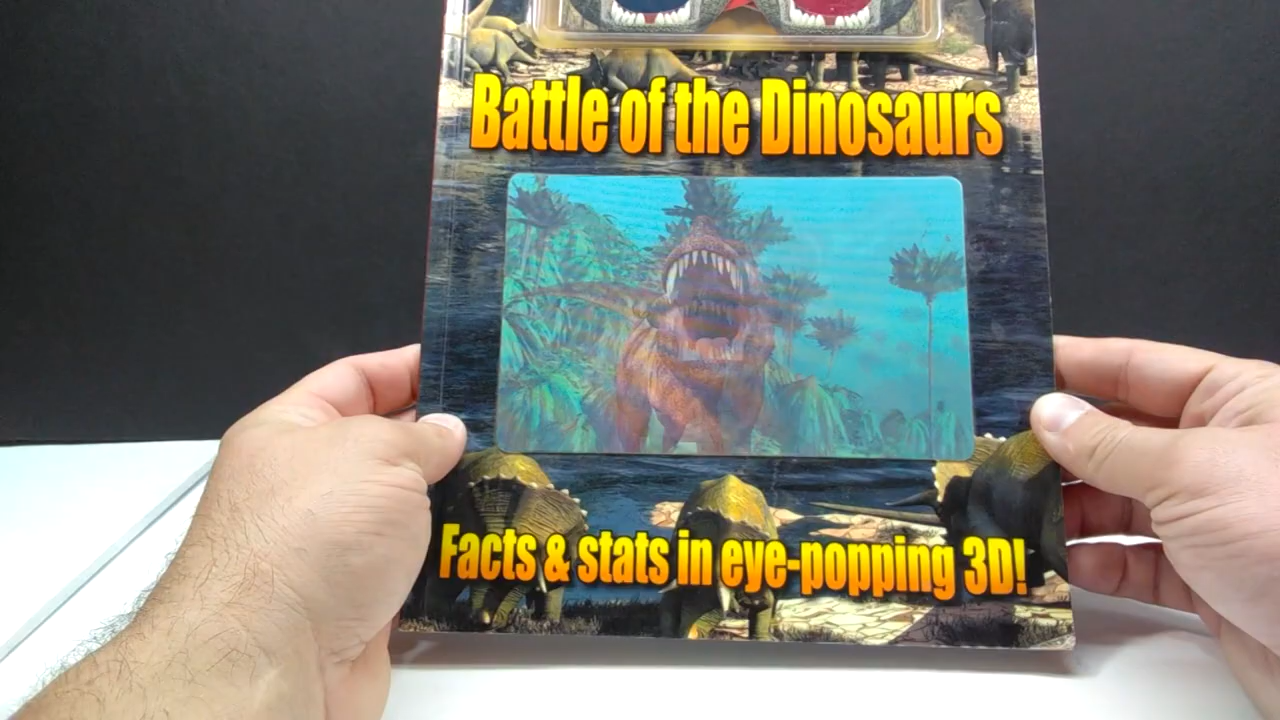 Battle of the Dinosaurs
Facts & stats in eye-popping 3D!